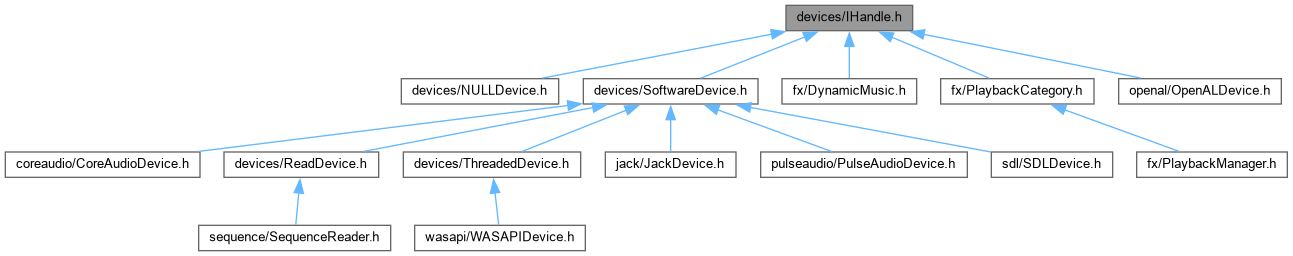 devices/IHandle.h
devices/NULLDevice.h
devices/SoftwareDevice.h
fx/DynamicMusic.h
fx/PlaybackCategory.h
openal/OpenALDevice.h
coreaudio/CoreAudioDevice.h
devices/ReadDevice.h
devices/ThreadedDevice.h
jack/JackDevice.h
pulseaudio/PulseAudioDevice.h
sdl/SDLDevice.h
fx/PlaybackManager.h
sequence/SequenceReader.h
wasapi/WASAPIDevice.h